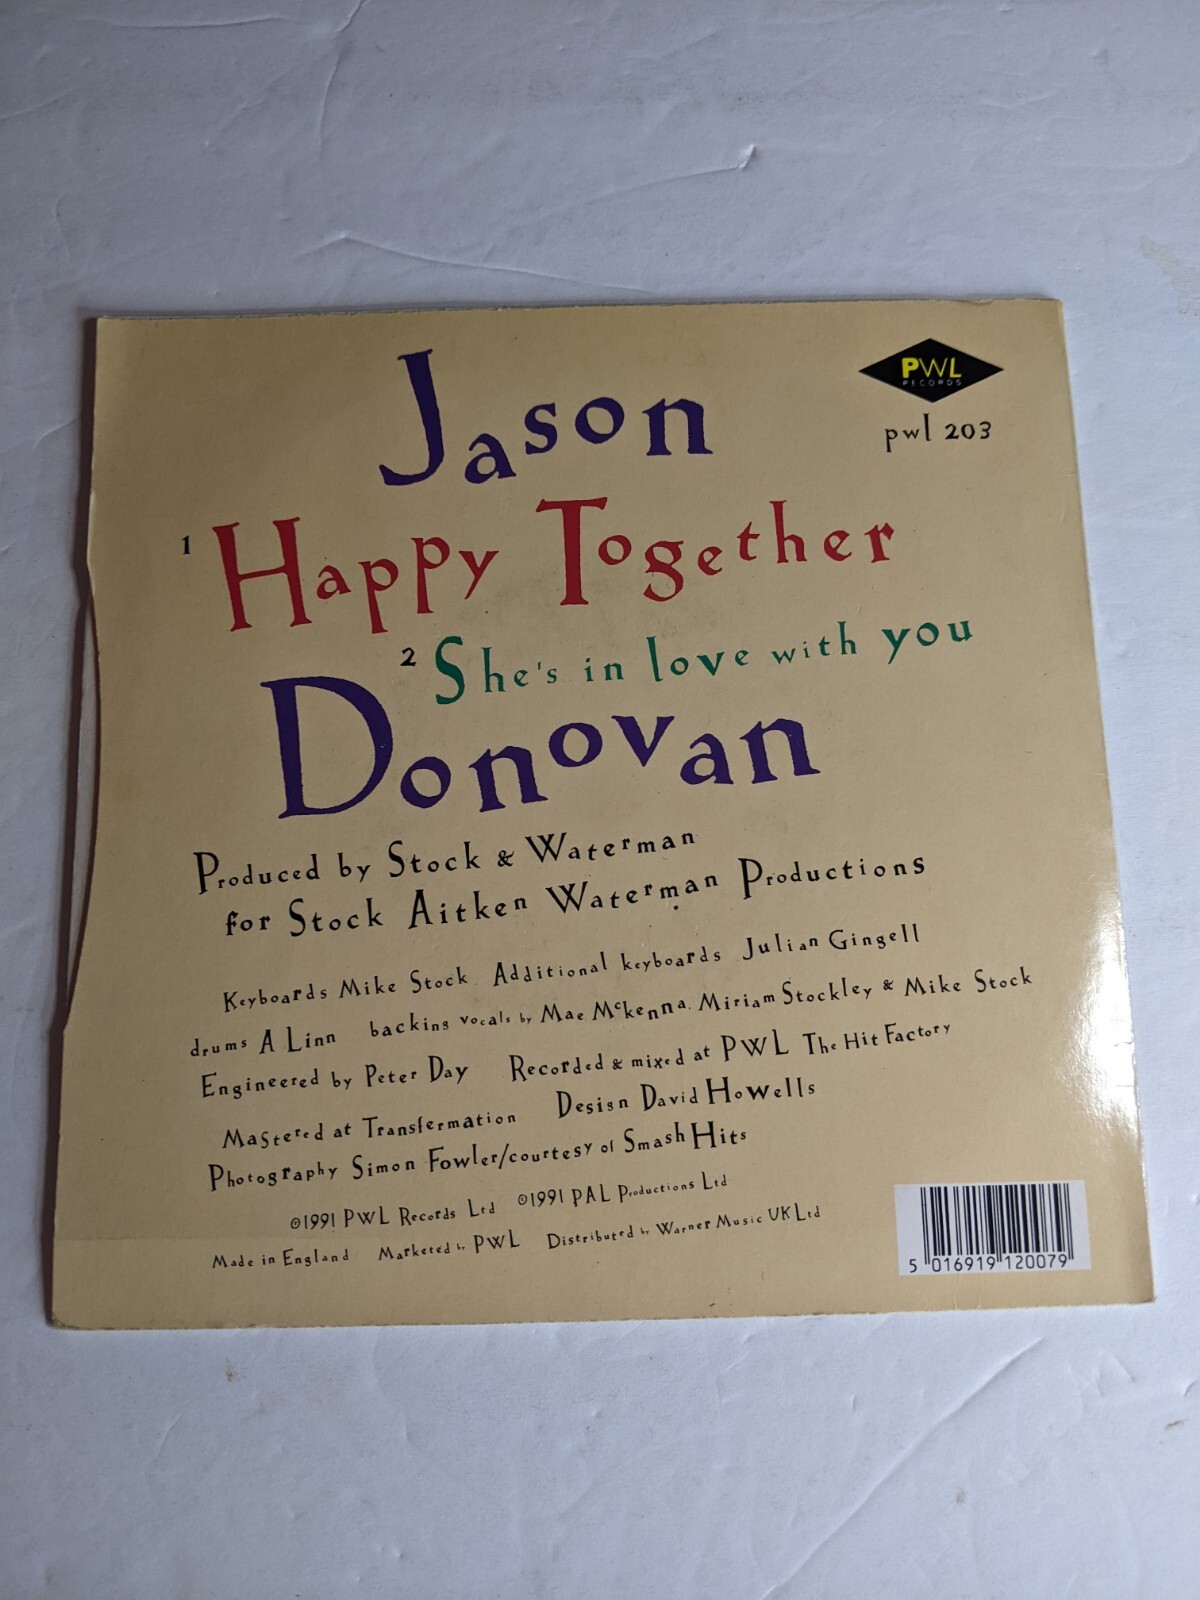 Jason
PWL
RECORDS
pwl 203
1 Happy Together
2 She's in love with you
Donovan
Produced by Stock & Waterman
for Stock Aitken Waterman Productions
Keyboards Mike Stock. Additional keyboards Julian Gingell
drums A Linn backing vocals by Mae McKenna, Miriam Stockley & Mike Stock
Engineered by Peter Day Recorded & mixed at PWL The Hit Factory
Mastered at Transfermation Design David Howells
Photography Simon Fowler/courtesy of Smash Hits
℗1991 PWL Records Ltd ©1991 PAL Productions Ltd
Made in England Marketed by PWL Distributed by Warner Music UK Ltd
5 016919 120079